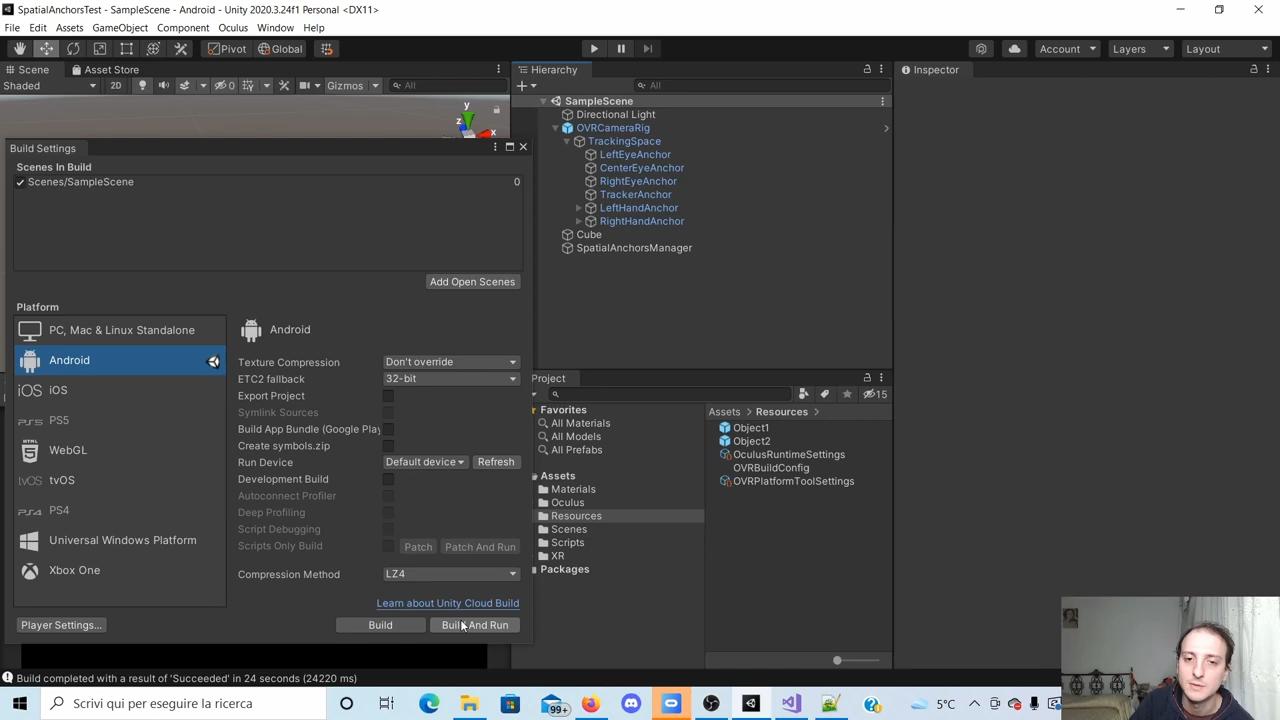 SpatialAnchorsTest - SampleScene - Android - Unity 2020.3.24f1 Personal <DX11>
File Edit Assets GameObject Component Oculus Window Help
Pivot Global Account Layers Layout
Scene Asset Store
Shaded 2D 0 Gizmos All
y
x
z
Build Settings
Scenes In Build
Scenes/SampleScene 0
Add Open Scenes
Platform
PC, Mac & Linux Standalone
Android
iOS iOS
PS5 PS5
HTML WebGL
tvOS tvOS
PS4 PS4
Universal Windows Platform
Xbox One
Player Settings...
Android
Texture Compression Don't override
ETC2 fallback 32-bit
Export Project
Symlink Sources
Build App Bundle (Google Play
Create symbols.zip
Run Device Default device Refresh
Development Build
Autoconnect Profiler
Deep Profiling
Script Debugging
Scripts Only Build Patch Patch And Run
Compression Method LZ4
Learn about Unity Cloud Build
Build Build And Run
Hierarchy
All
SampleScene
Directional Light
OVRCameraRig
TrackingSpace
LeftEyeAnchor
CenterEyeAnchor
RightEyeAnchor
TrackerAnchor
LeftHandAnchor
RightHandAnchor
Cube
SpatialAnchorsManager
Project
15
Favorites
All Materials
All Models
All Prefabs
Assets
Materials
Oculus
Resources
Scenes
Scripts
XR
Packages
Assets > Resources >
Object1
Object2
OculusRuntimeSettings
OVRBuildConfig
OVRPlatformToolSettings
Inspector
Build completed with a result of 'Succeeded' in 24 seconds (24220 ms)
Scrivi qui per eseguire la ricerca 99+ 5°C